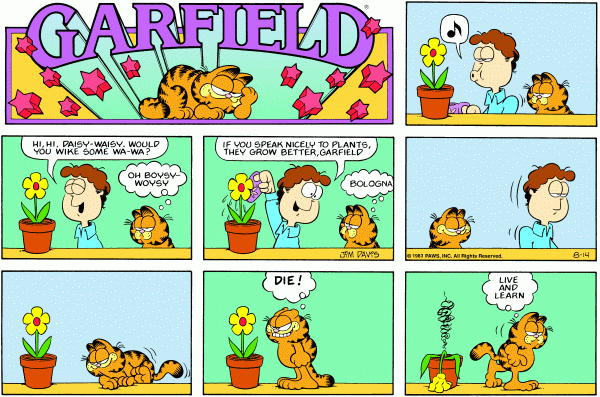 GARFIELD
®
HI, HI, DAISY-WAISY. WOULD
YOU WIKE SOME WA-WA?
OH BOYSY-
WOYSY
IF YOU SPEAK NICELY TO PLANTS,
THEY GROW BETTER, GARFIELD
BOLOGNA
JIM DAVIS
© 1983 PAWS, INC. All Rights Reserved.
8-14
DIE!
LIVE
AND
LEARN